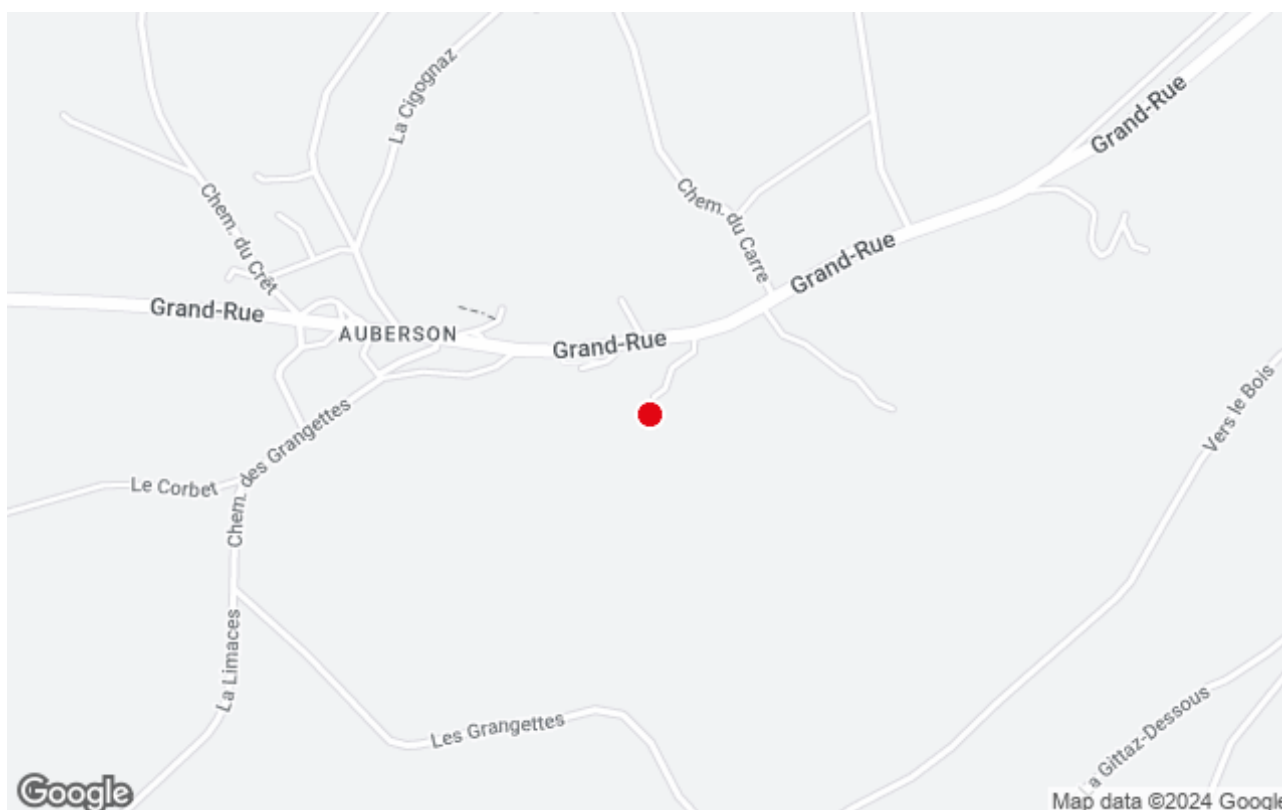 La Cigognaz
Grand-Rue
Chem. du Crêt
Chem. du Carre
Grand-Rue
Grand-Rue
AUBERSON
Grand-Rue
Vers le Bois
Chem. des Grangettes
Le Corbet
La Limaces
Les Grangettes
La Gittaz-Dessous
Google
Map data ©2024 Google